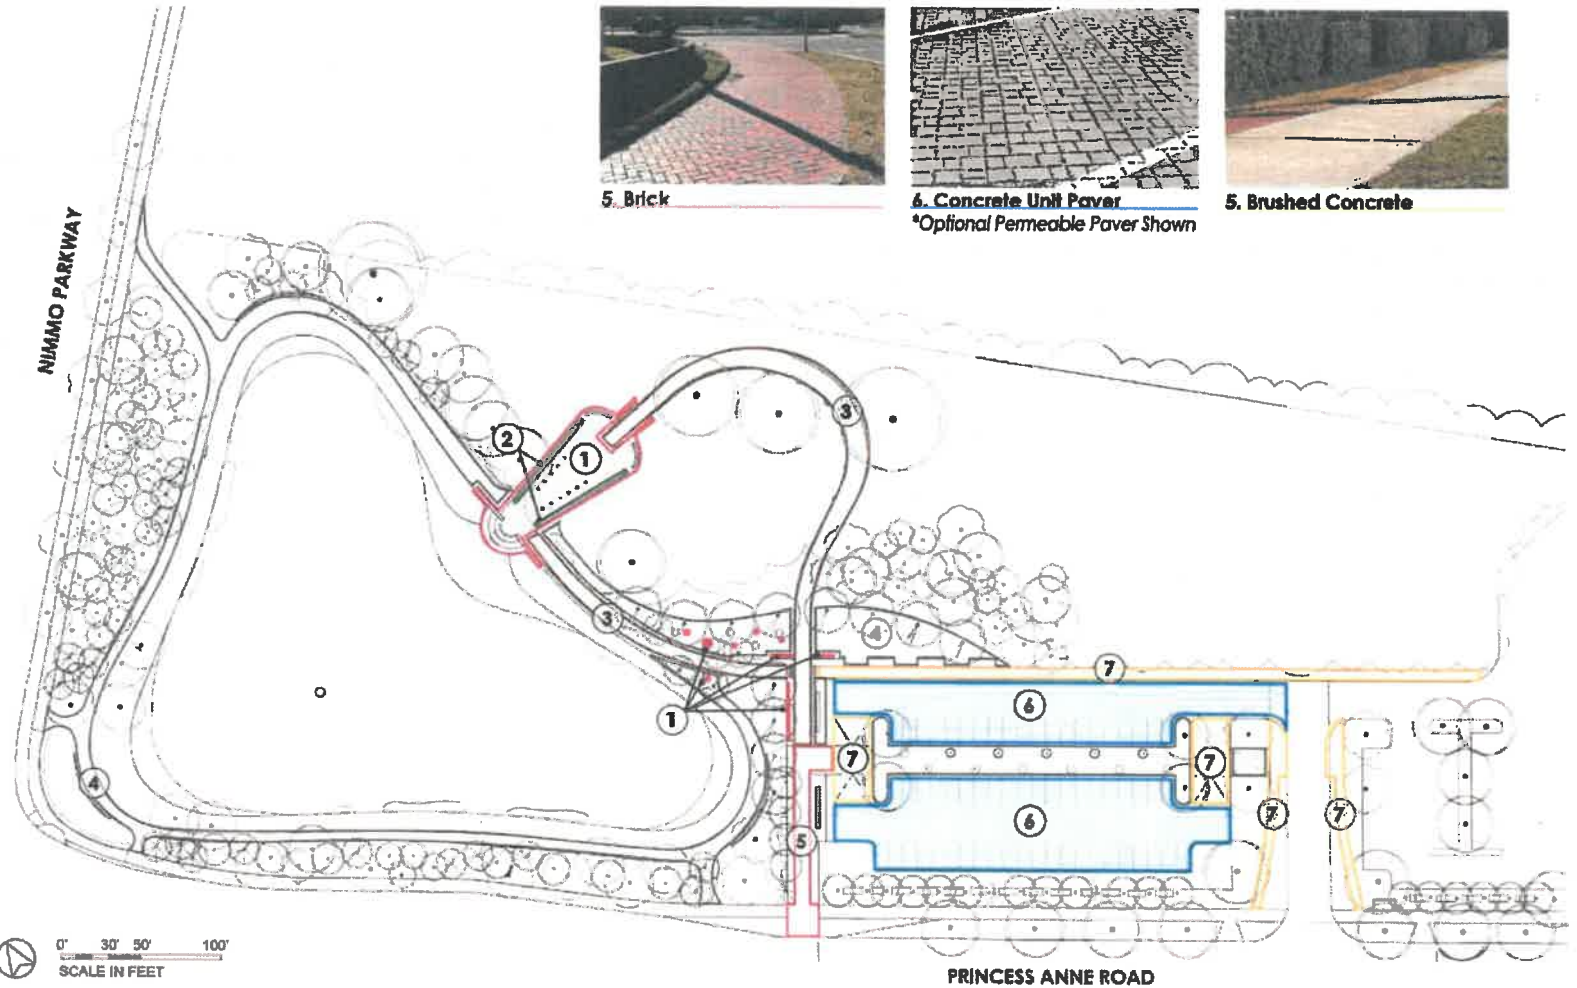 5. Brick
6. Concrete Unit Paver
*Optional Permeable Paver Shown
5. Brushed Concrete
NIMMO PARKWAY
3
2
1
3
4
7
1
6
7
7
4
7
7
6
5
0' 30' 50' 100'
SCALE IN FEET
PRINCESS ANNE ROAD